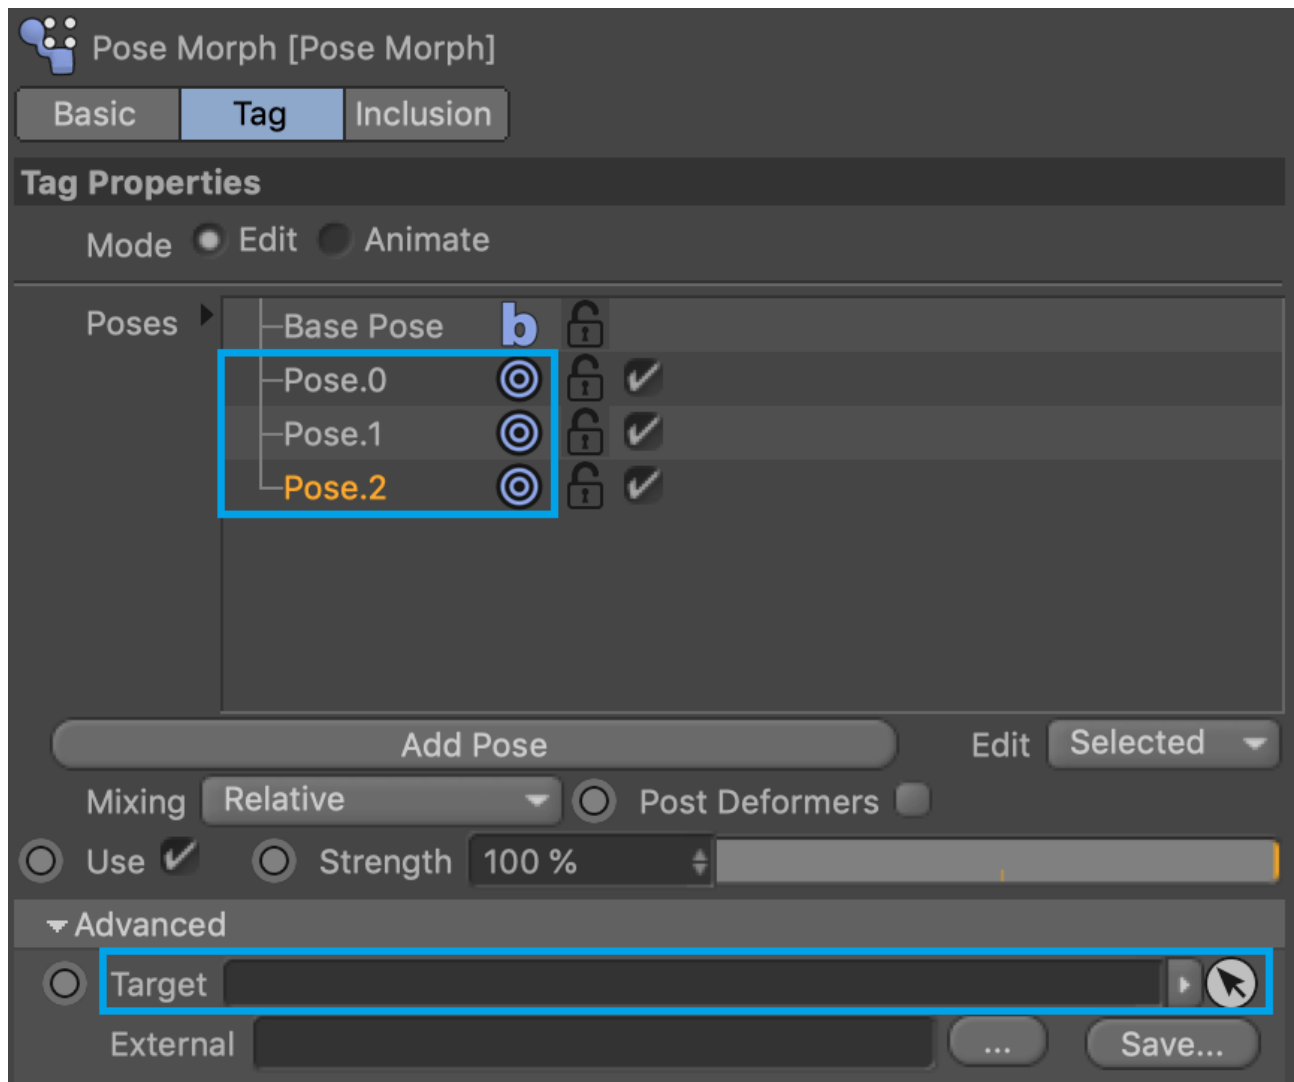 Pose Morph [Pose Morph]
Basic Tag Inclusion
Tag Properties
Mode Edit Animate
Poses Base Pose b
Pose.0
Pose.1
Pose.2
Add Pose Edit Selected
Mixing Relative Post Deformers
Use Strength 100 %
Advanced
Target
External ... Save...